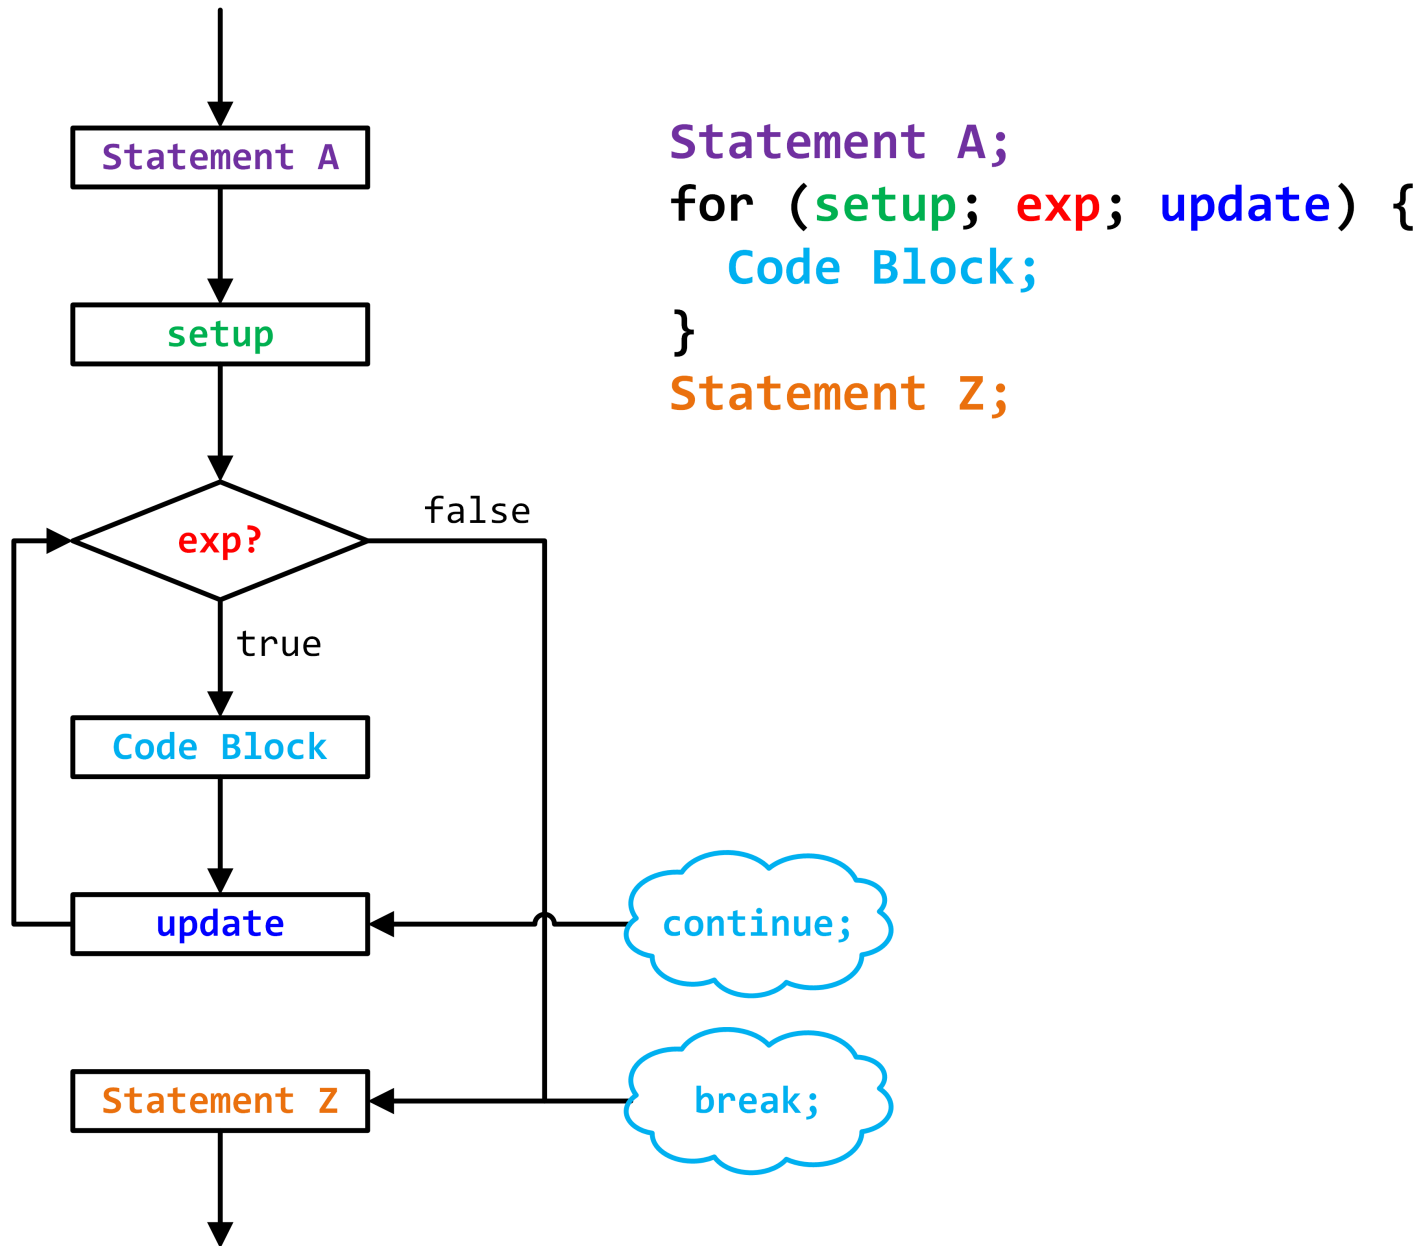 Statement A
setup
exp?
false
true
Code Block
update
continue;
Statement Z
break;
Statement A;
for (setup; exp; update) {
  Code Block;
}
Statement Z;